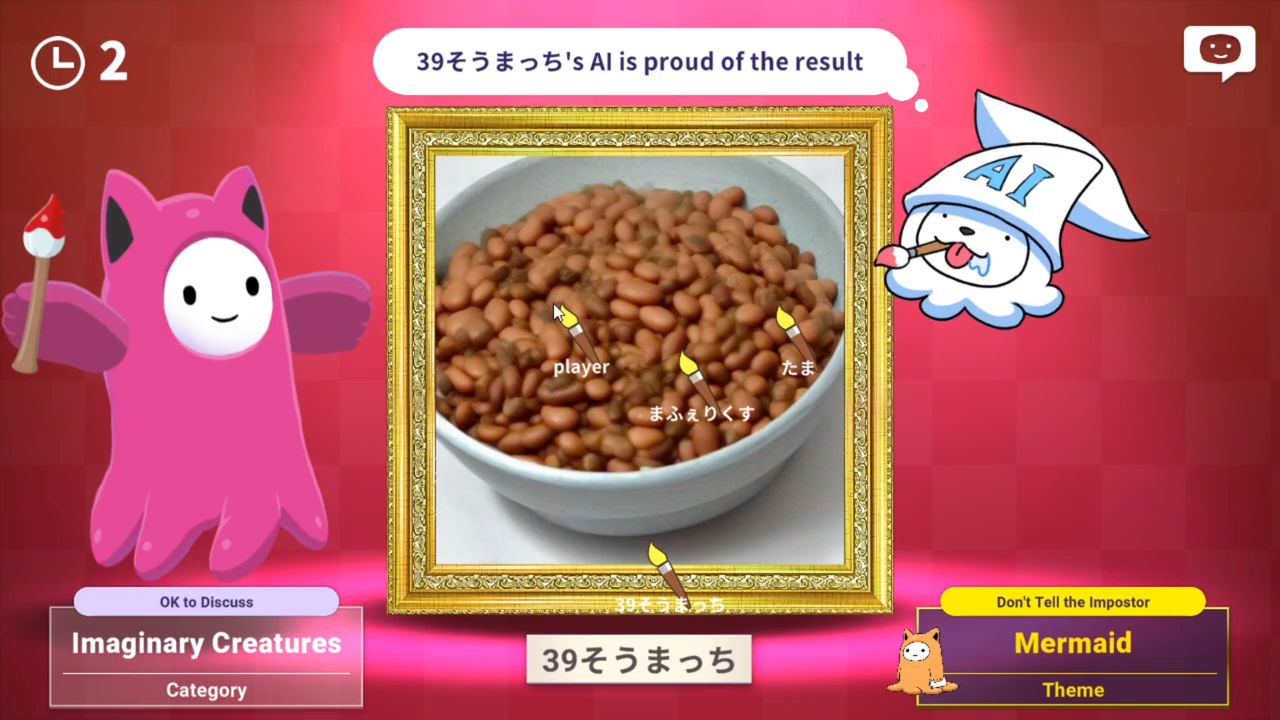 2
39そうまっち's AI is proud of the result
AI
player
たま
まふぇりくす
39そうまっち
OK to Discuss
Imaginary Creatures
Category
39そうまっち
Don't Tell the Impostor
Mermaid
Theme